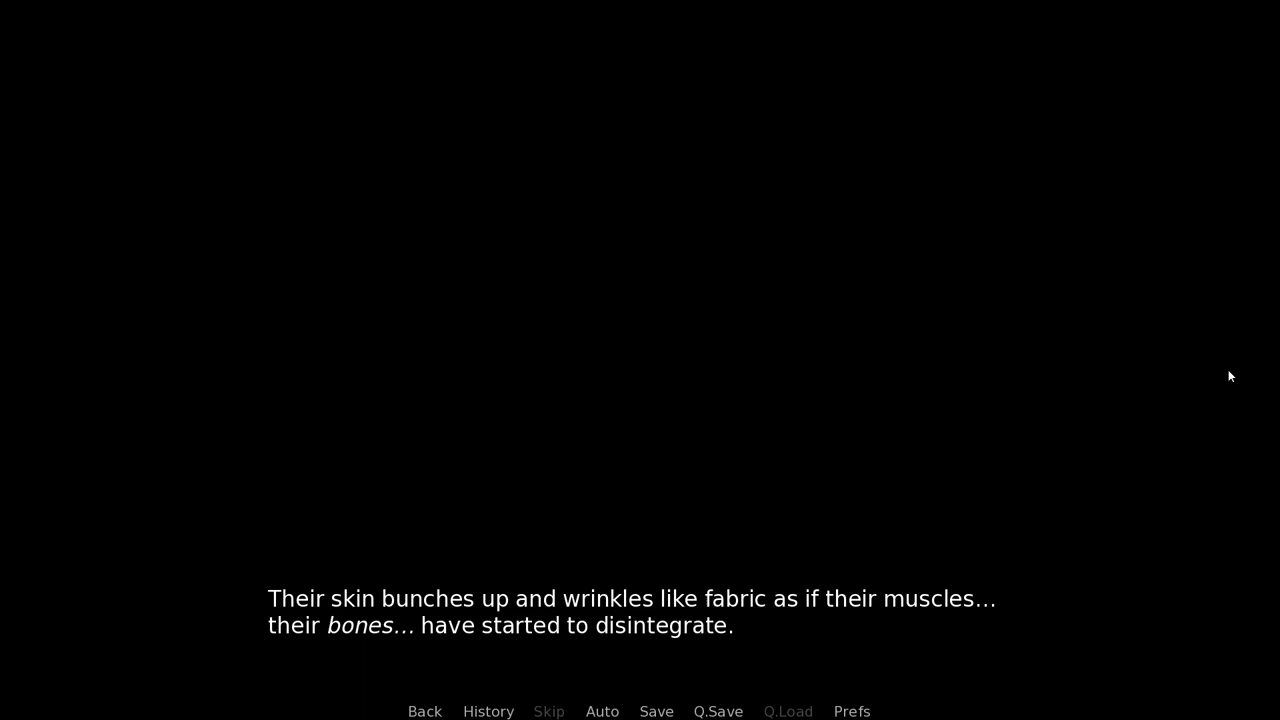 Their skin bunches up and wrinkles like fabric as if their muscles…
their bones… have started to disintegrate.
Back History Skip Auto Save Q.Save Q.Load Prefs